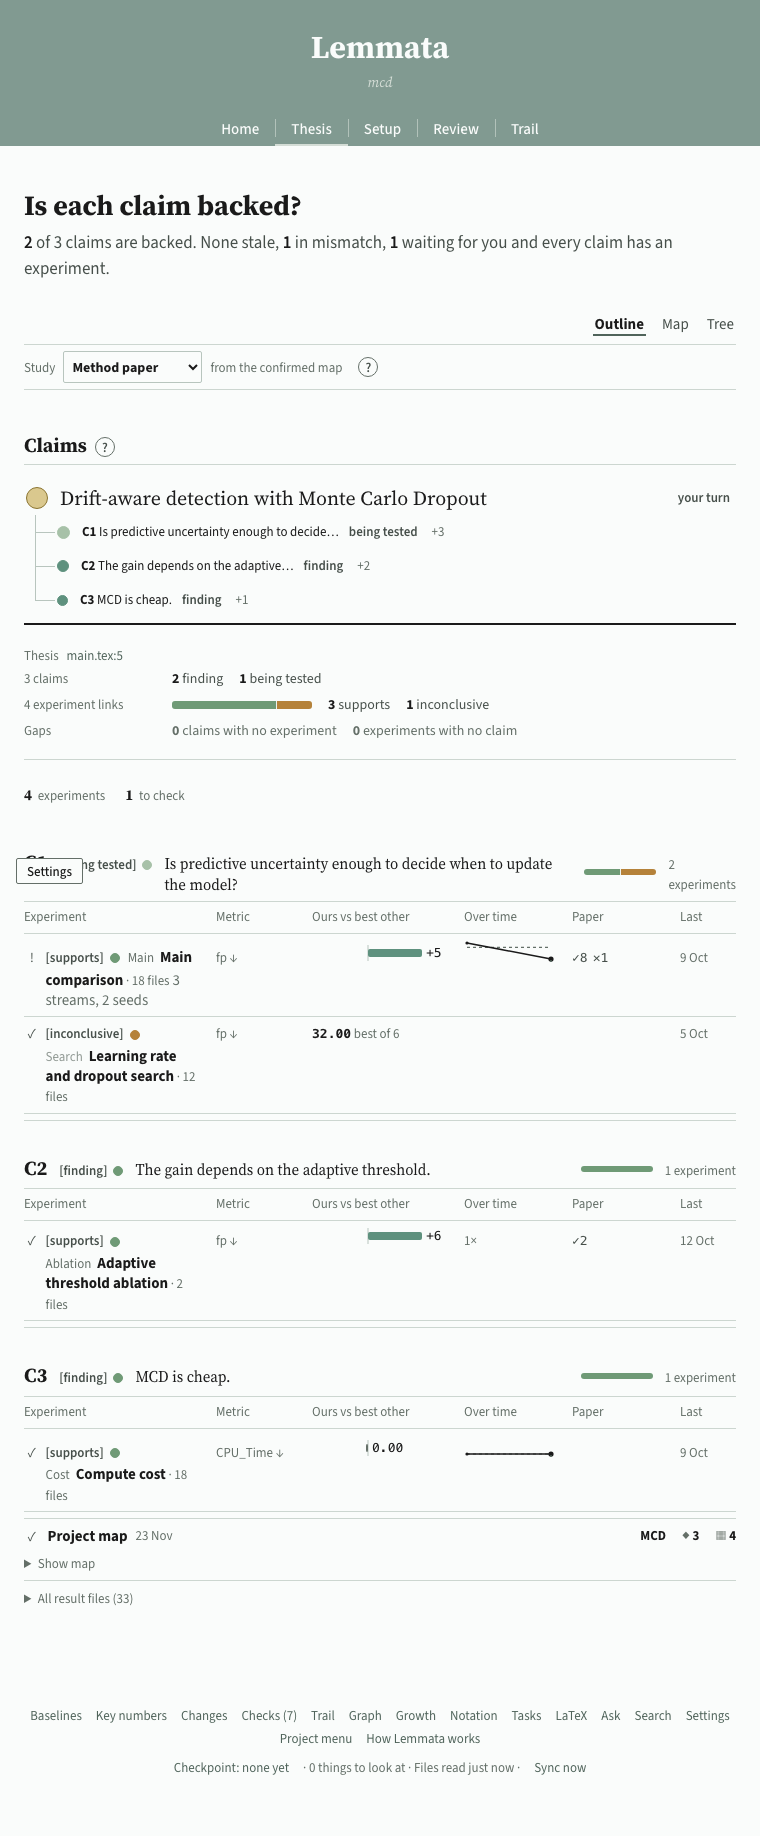 Lemmata
mcd
Home Thesis Setup Review Trail
Is each claim backed?
2 of 3 claims are backed. None stale, 1 in mismatch, 1 waiting for you and every claim has an
experiment.
Outline Map Tree
Study Method paper from the confirmed map ?
Claims ?
Drift-aware detection with Monte Carlo Dropout your turn
C1 Is predictive uncertainty enough to decide… being tested +3
C2 The gain depends on the adaptive… finding +2
C3 MCD is cheap. finding +1
Thesis main.tex:5
3 claims 2 finding 1 being tested
4 experiment links 3 supports 1 inconclusive
Gaps 0 claims with no experiment 0 experiments with no claim
4 experiments 1 to check
Settings tested] Is predictive uncertainty enough to decide when to update
the model?
2
experiments
Experiment Metric Ours vs best other Over time Paper Last
! [supports] Main Main fp ↓ +5 ✓8 ×1 9 Oct
comparison · 18 files 3
streams, 2 seeds
✓ [inconclusive] fp ↓ 32.00 best of 6 5 Oct
Search Learning rate
and dropout search · 12
files
C2 [finding] The gain depends on the adaptive threshold. 1 experiment
Experiment Metric Ours vs best other Over time Paper Last
✓ [supports] fp ↓ +6 1× ✓2 12 Oct
Ablation Adaptive
threshold ablation · 2
files
C3 [finding] MCD is cheap. 1 experiment
Experiment Metric Ours vs best other Over time Paper Last
✓ [supports] CPU_Time ↓ 0.00 9 Oct
Cost Compute cost · 18
files
✓ Project map 23 Nov MCD ◆ 3 ▦ 4
▶ Show map
▶ All result files (33)
Baselines Key numbers Changes Checks (7) Trail Graph Growth Notation Tasks LaTeX Ask Search Settings
Project menu How Lemmata works
Checkpoint: none yet · 0 things to look at · Files read just now · Sync now